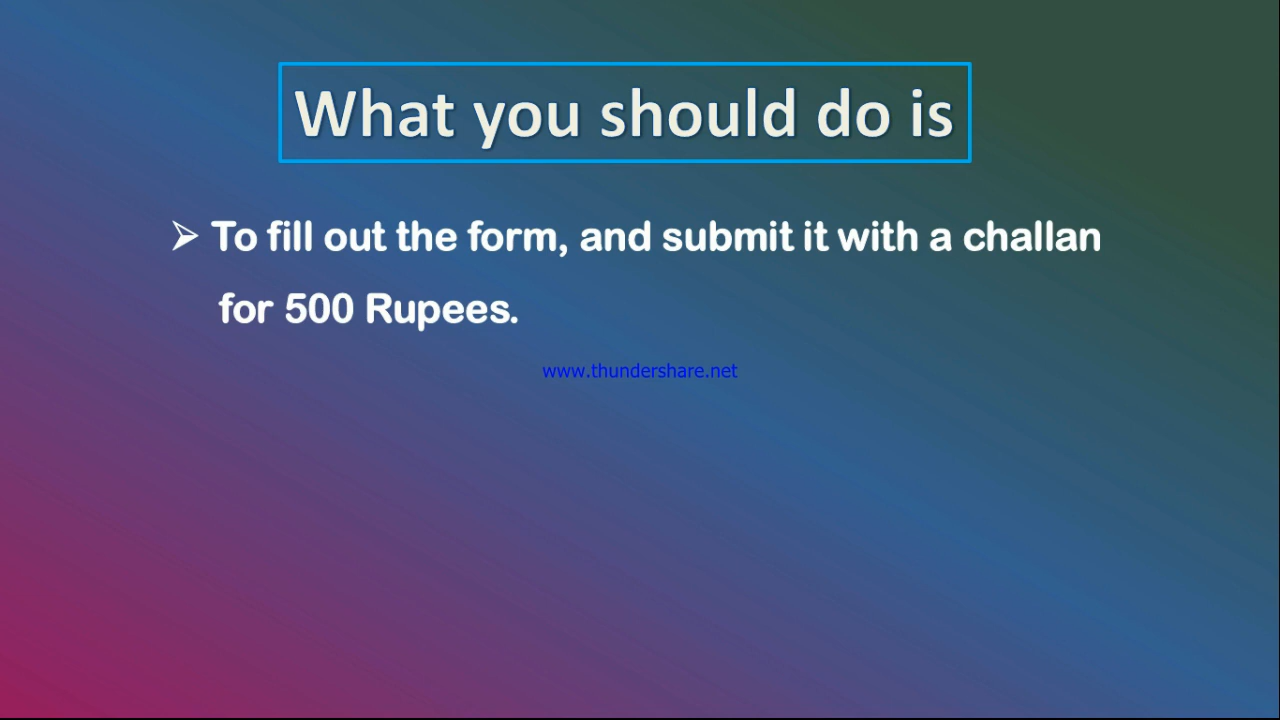 What you should do is
➢ To fill out the form, and submit it with a challan
for 500 Rupees.
www.thundershare.net